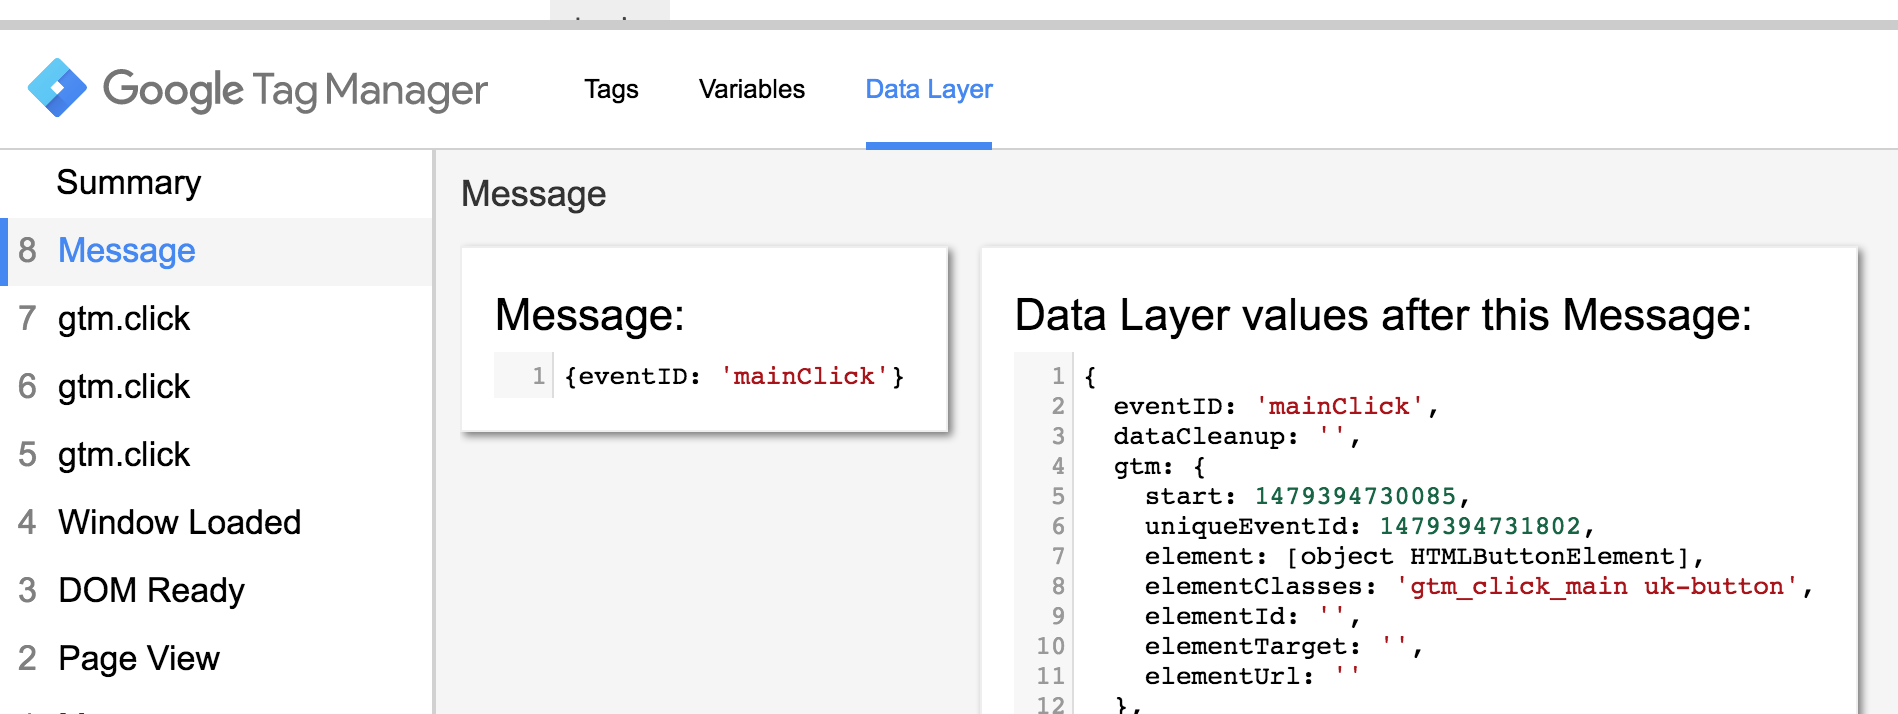 Google Tag Manager
Tags
Variables
Data Layer
Summary
8 Message
7 gtm.click
6 gtm.click
5 gtm.click
4 Window Loaded
3 DOM Ready
2 Page View
Message
Message:
1 {eventID: 'mainClick'}
Data Layer values after this Message:
1 {
2 eventID: 'mainClick',
3 dataCleanup: '',
4 gtm: {
5 start: 1479394730085,
6 uniqueEventId: 1479394731802,
7 element: [object HTMLButtonElement],
8 elementClasses: 'gtm_click_main uk-button',
9 elementId: '',
10 elementTarget: '',
11 elementUrl: ''
12 },